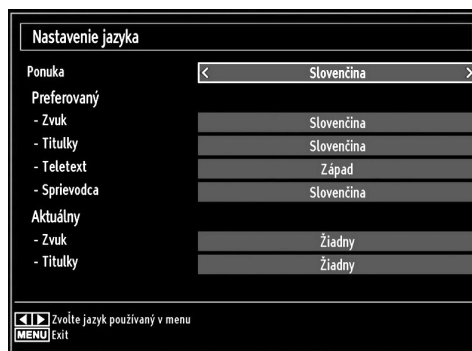 Nastavenie jazyka
Ponuka < Slovenčina >
Preferovaný
- Zvuk Slovenčina
- Titulky Slovenčina
- Teletext Západ
- Sprievodca Slovenčina
Aktuálny
- Zvuk Žiadny
- Titulky Žiadny
Zvoľte jazyk používaný v menu
MENU Exit